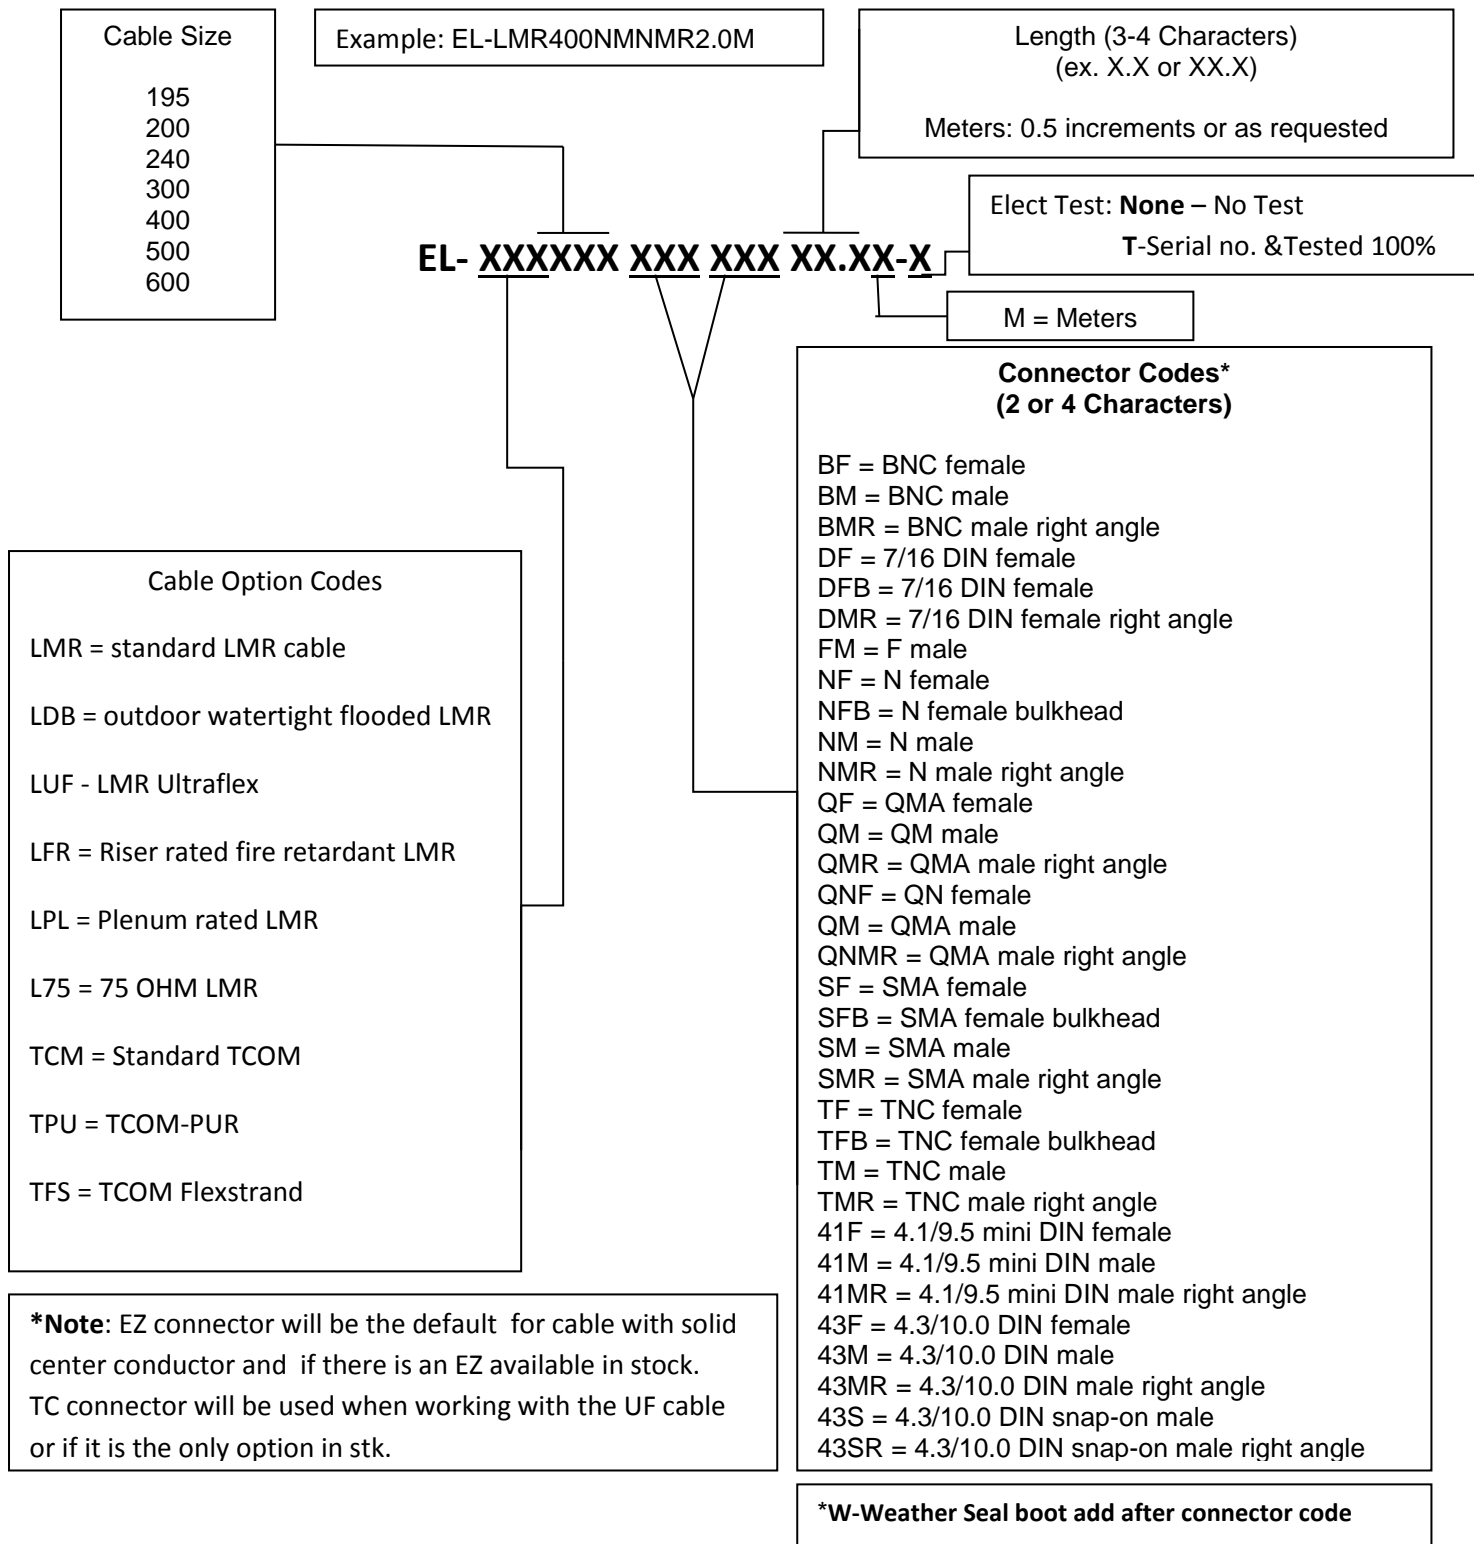 Cable Size
195
200
240
300
400
500
600
Example: EL-LMR400NMNMR2.0M
Length (3-4 Characters)
(ex. X.X or XX.X)
Meters: 0.5 increments or as requested
Elect Test: None – No Test
T-Serial no. &Tested 100%
EL- XXXXXX XXX XXX XX.XX-X
M = Meters
Connector Codes*
(2 or 4 Characters)
BF = BNC female
BM = BNC male
BMR = BNC male right angle
DF = 7/16 DIN female
DFB = 7/16 DIN female
DMR = 7/16 DIN female right angle
FM = F male
NF = N female
NFB = N female bulkhead
NM = N male
NMR = N male right angle
QF = QMA female
QM = QM male
QMR = QMA male right angle
QNF = QN female
QM = QMA male
QNMR = QMA male right angle
SF = SMA female
SFB = SMA female bulkhead
SM = SMA male
SMR = SMA male right angle
TF = TNC female
TFB = TNC female bulkhead
TM = TNC male
TMR = TNC male right angle
41F = 4.1/9.5 mini DIN female
41M = 4.1/9.5 mini DIN male
41MR = 4.1/9.5 mini DIN male right angle
43F = 4.3/10.0 DIN female
43M = 4.3/10.0 DIN male
43MR = 4.3/10.0 DIN male right angle
43S = 4.3/10.0 DIN snap-on male
43SR = 4.3/10.0 DIN snap-on male right angle
Cable Option Codes
LMR = standard LMR cable
LDB = outdoor watertight flooded LMR
LUF - LMR Ultraflex
LFR = Riser rated fire retardant LMR
LPL = Plenum rated LMR
L75 = 75 OHM LMR
TCM = Standard TCOM
TPU = TCOM-PUR
TFS = TCOM Flexstrand
*Note: EZ connector will be the default for cable with solid
center conductor and if there is an EZ available in stock.
TC connector will be used when working with the UF cable
or if it is the only option in stk.
*W-Weather Seal boot add after connector code